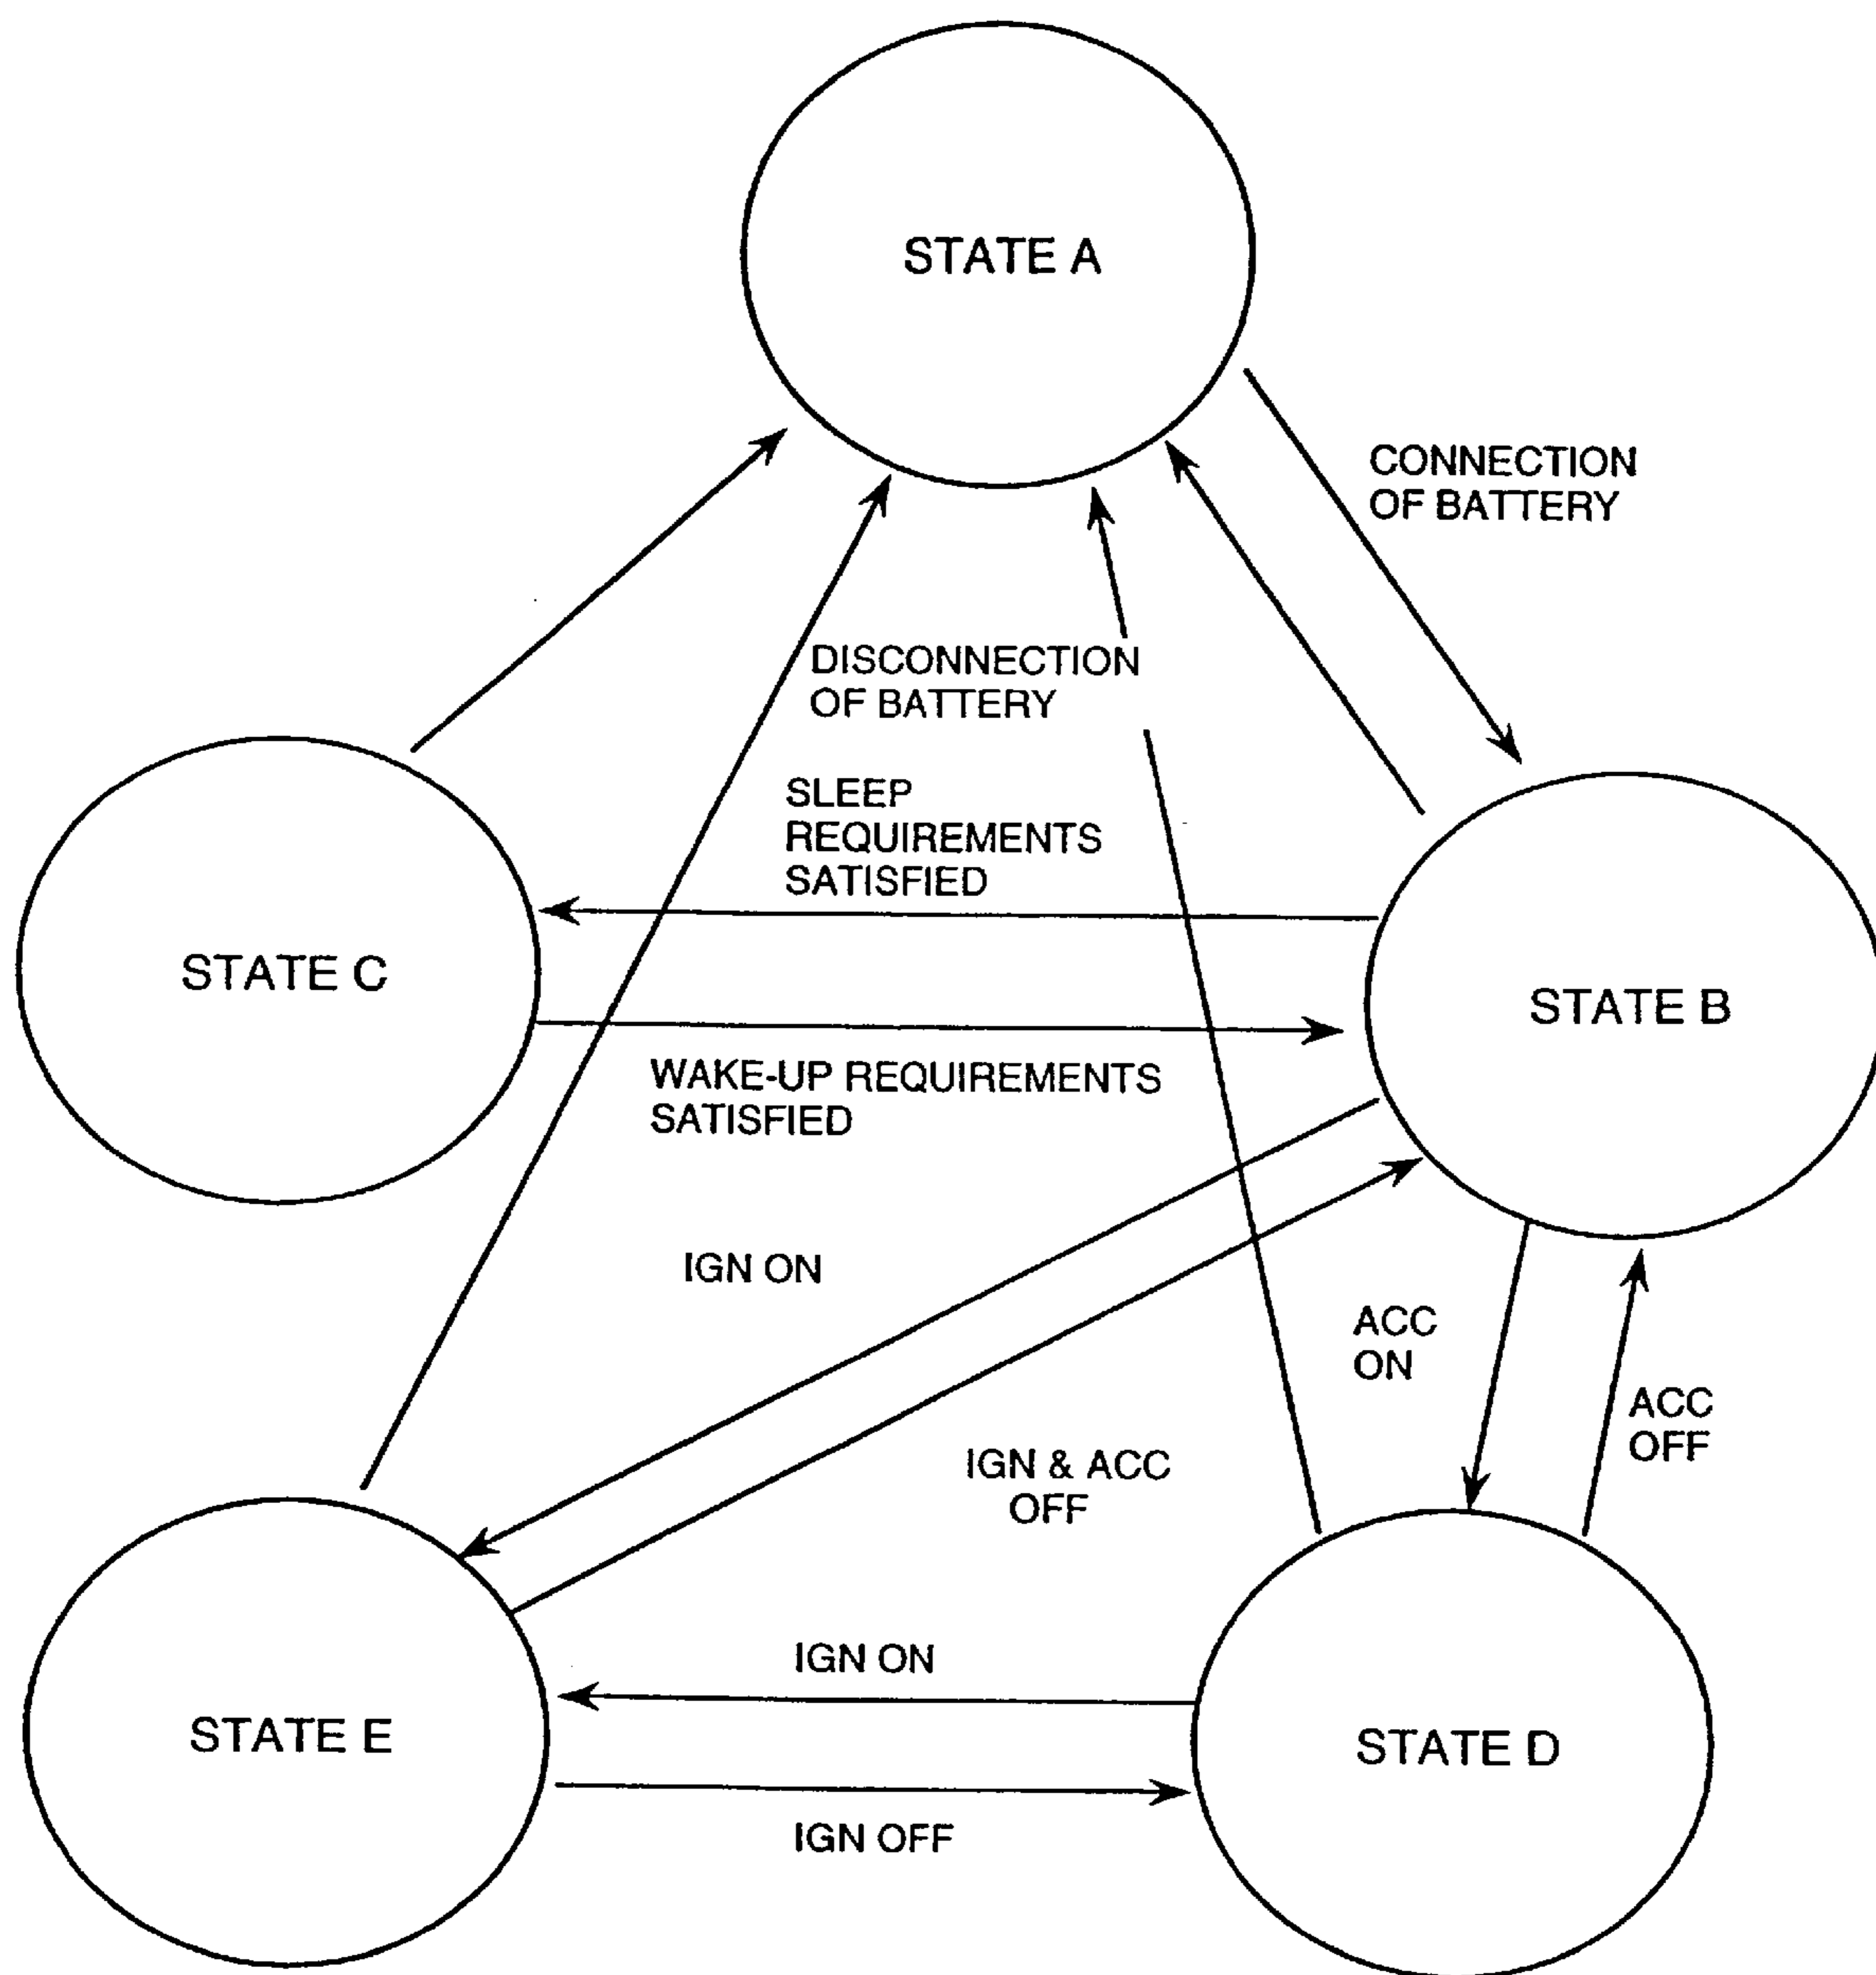 STATE A
CONNECTION
OF BATTERY
DISCONNECTION
OF BATTERY
SLEEP
REQUIREMENTS
SATISFIED
STATE C
STATE B
WAKE-UP REQUIREMENTS
SATISFIED
IGN ON
ACC
ON
ACC
OFF
IGN & ACC
OFF
IGN ON
STATE E
STATE D
IGN OFF